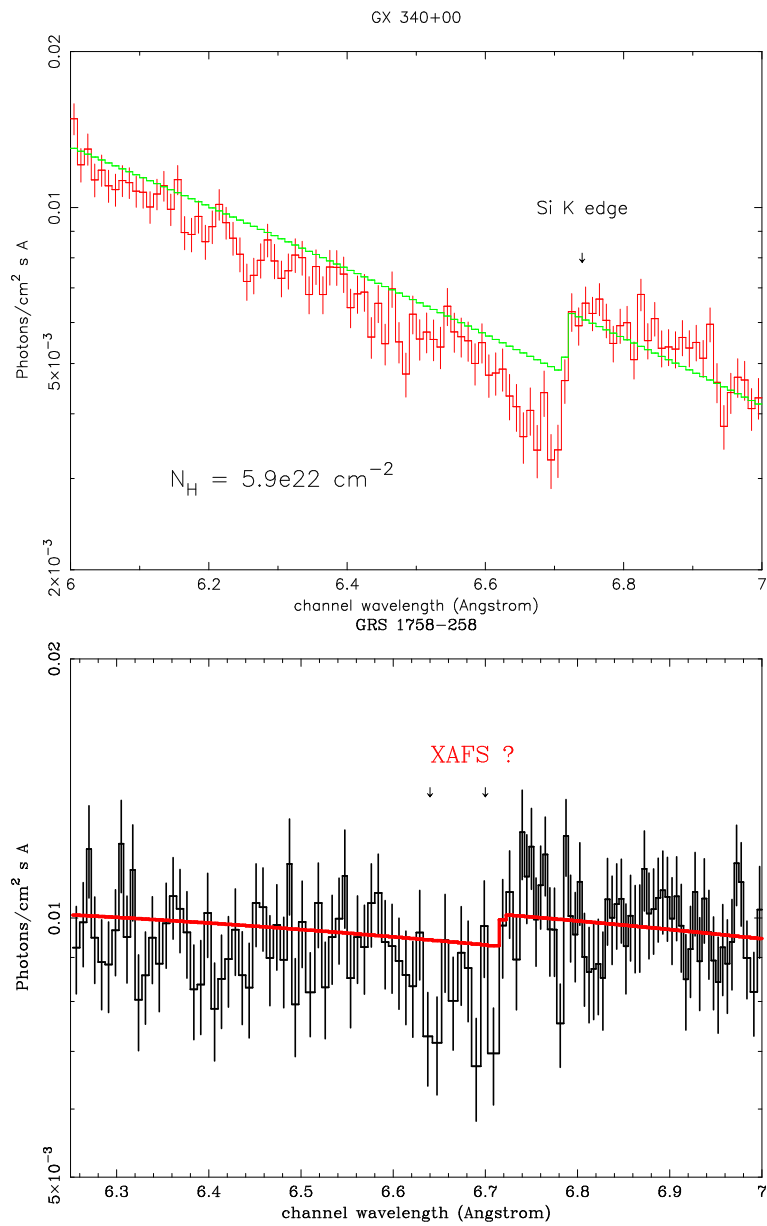 GX 340+00
0.02
0.01
5×10⁻³
2×10⁻³
Photons/cm² s A
Si K edge
↓
N_H = 5.9e22 cm⁻²
6 6.2 6.4 6.6 6.8 7
channel wavelength (Angstrom)
GRS 1758−258
0.02
0.01
5×10⁻³
Photons/cm² s A
XAFS ?
↓ ↓
6.3 6.4 6.5 6.6 6.7 6.8 6.9 7
channel wavelength (Angstrom)